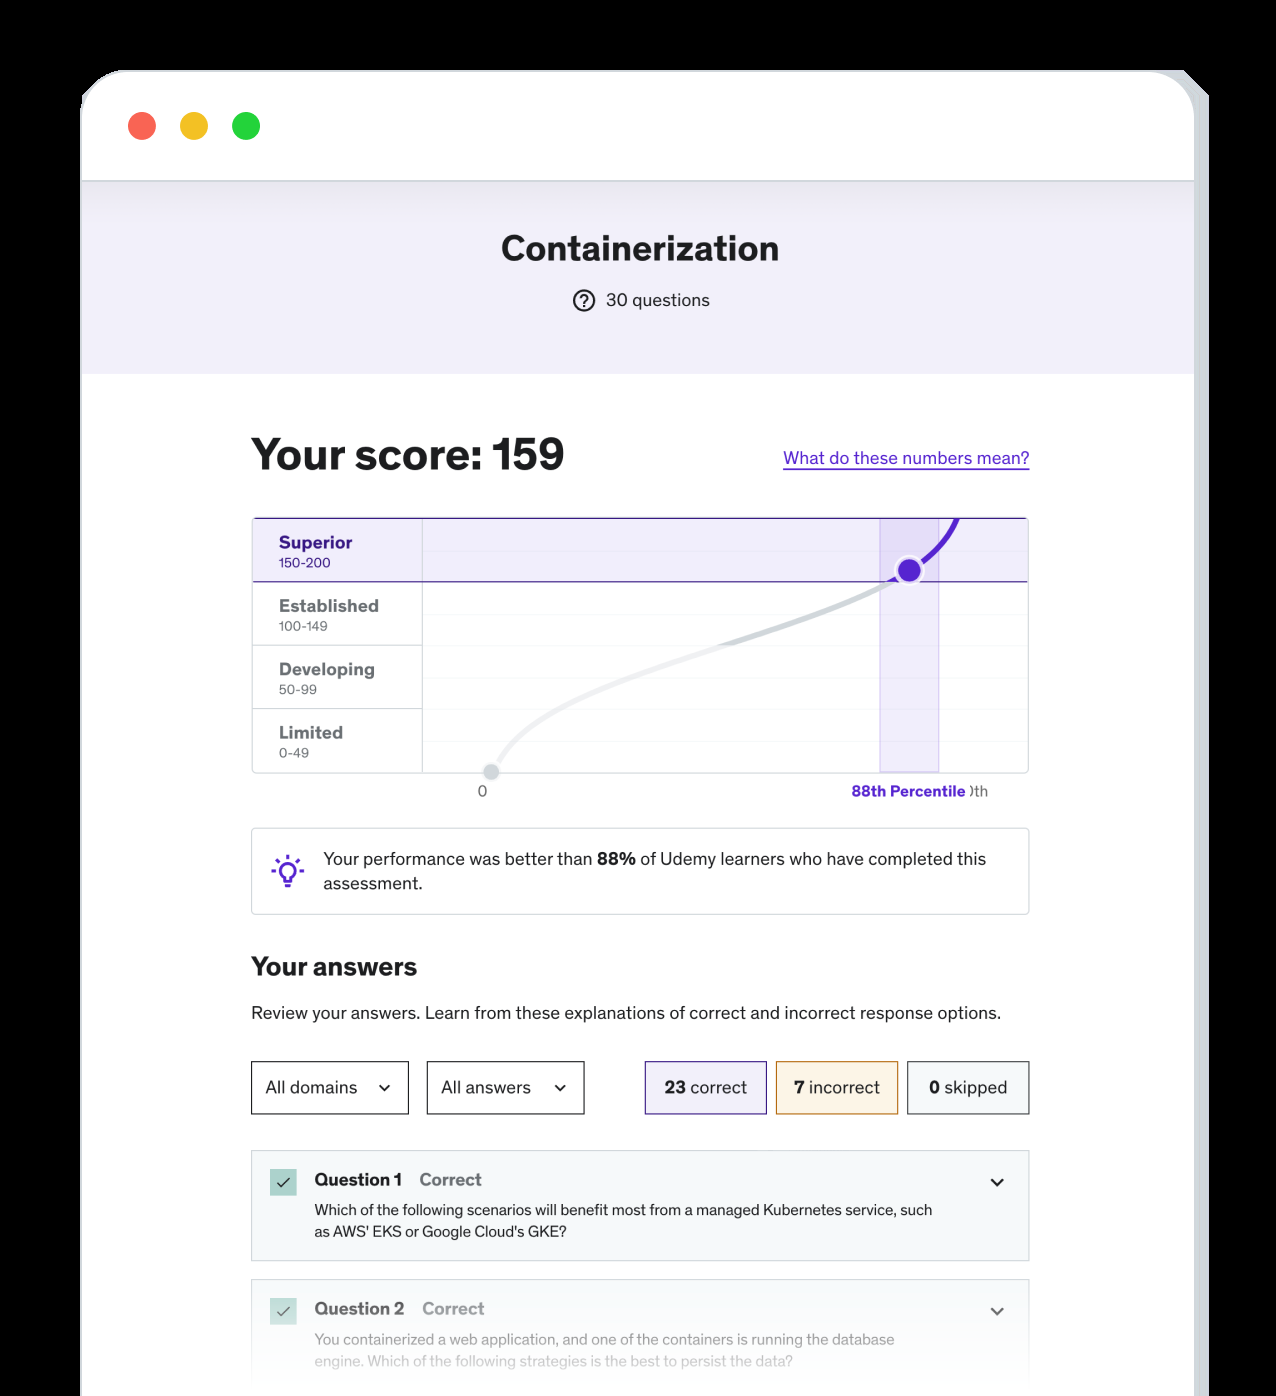 Containerization
30 questions
Your score: 159
What do these numbers mean?
Superior
150-200
Established
100-149
Developing
50-99
Limited
0-49
0
88th Percentile )th
Your performance was better than 88% of Udemy learners who have completed this
assessment.
Your answers
Review your answers. Learn from these explanations of correct and incorrect response options.
All domains
All answers
23 correct
7 incorrect
0 skipped
Question 1 Correct
Which of the following scenarios will benefit most from a managed Kubernetes service, such
as AWS' EKS or Google Cloud's GKE?
Question 2 Correct
You containerized a web application, and one of the containers is running the database
engine. Which of the following strategies is the best to persist the data?